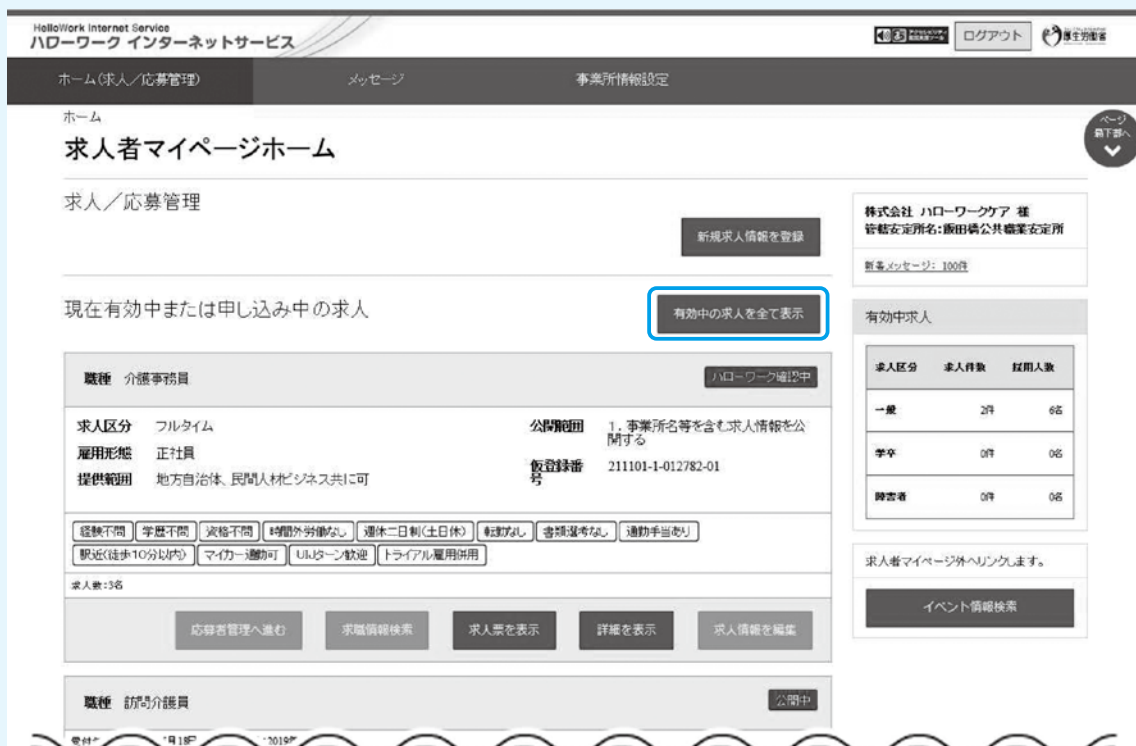 HelloWork Internet Service
ハローワーク インターネットサービス
ログアウト
厚生労働省
ホーム(求人／応募管理)
メッセージ
事業所情報設定
ホーム
求人者マイページホーム
ページ
最下部へ
求人／応募管理
新規求人情報を登録
株式会社 ハローワークケア 様
管轄安定所名：飯田橋公共職業安定所
新着メッセージ： 100件
現在有効中または申し込み中の求人
有効中の求人を全て表示
有効中求人
求人区分 求人件数 採用人数
一般 2件 6名
学卒 0件 0名
障害者 0件 0名
職種 介護事務員
ハローワーク確認中
求人区分 フルタイム
雇用形態 正社員
提供範囲 地方自治体、民間人材ビジネス共に可
公開範囲 1．事業所名等を含む求人情報を公
開する
仮登録番
号 211101-1-012782-01
経験不問 学歴不問 資格不問 時間外労働なし 週休二日制(土日休) 転勤なし 書類選考なし 通勤手当あり
駅近(徒歩10分以内) マイカー通勤可 UIJターン歓迎 トライアル雇用併用
求人数：3名
応募者管理へ進む
求職情報検索
求人票を表示
詳細を表示
求人情報を編集
求人者マイページ外へリンクします。
イベント情報検索
職種 訪問介護員
公開中
月18日 2019年